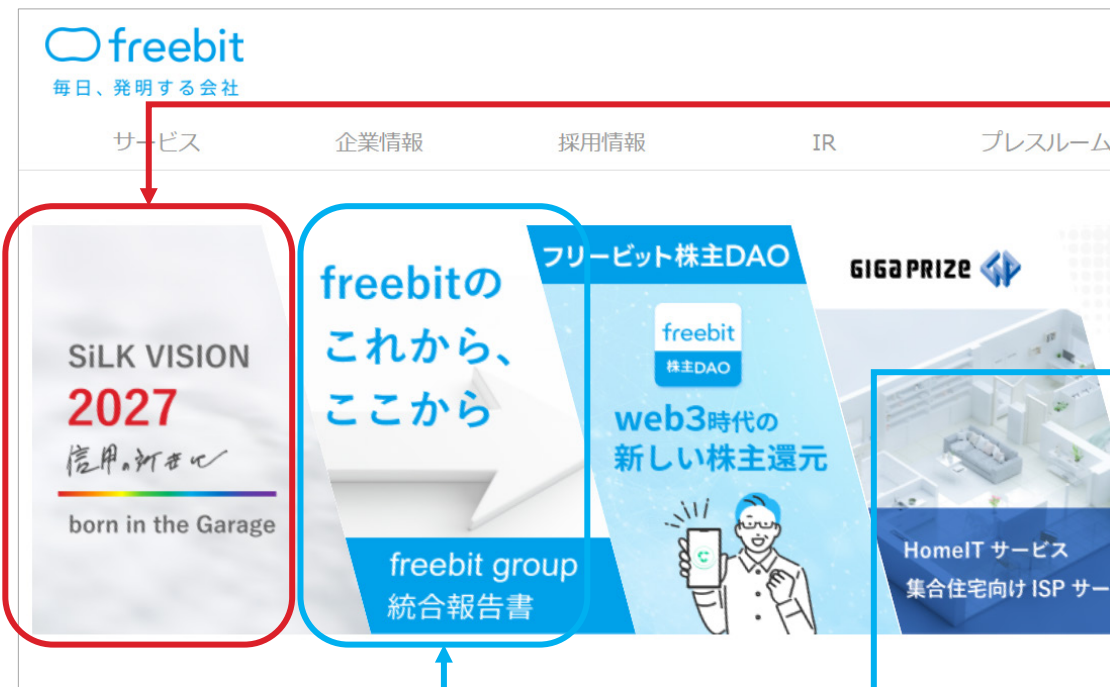 freebit
毎日、発明する会社
サービス
企業情報
採用情報
IR
プレスルーム
SiLK VISION
2027
born in the Garage
freebitの
これから、
ここから
freebit group
統合報告書
フリービット株主DAO
freebit
株主DAO
web3時代の
新しい株主還元
GIGA PRIZE
HomeIT サービス
集合住宅向け ISP サー